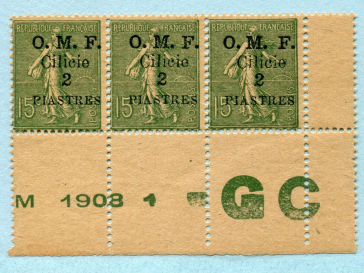 REPUBLIQUE FRANÇAISE REPUBLIQUE FRANÇAISE REPUBLIQUE FRANÇAISE
O. M. F. O. M. F. O. M. F.
Cilicie Cilicie Cilicie
2 2 2
15 15 15
PIASTRES PIASTRES PIASTRES
M 1903 1 GC